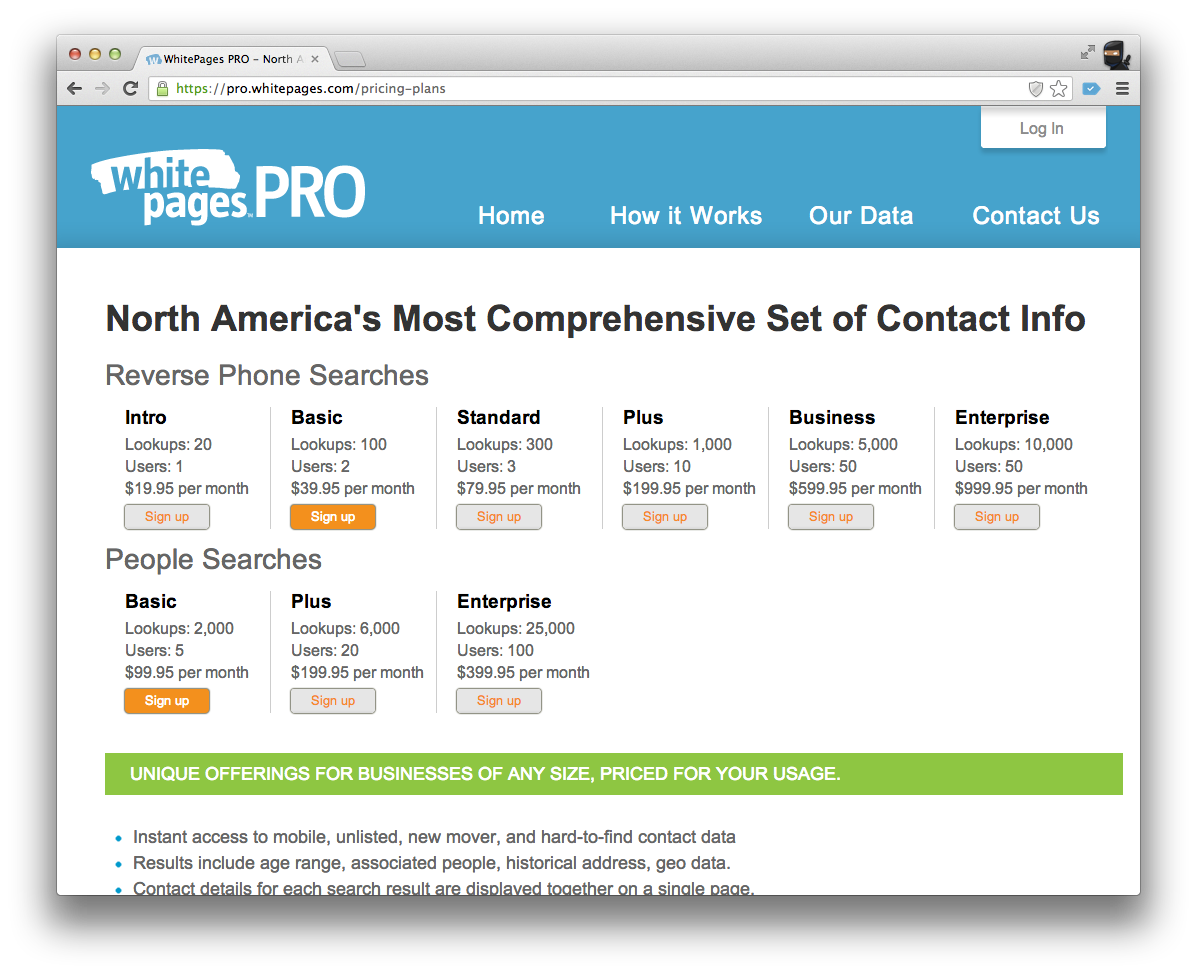 WhitePages PRO – North A
https://pro.whitepages.com/pricing-plans
Log In
white
pages™ PRO
Home How it Works Our Data Contact Us
North America's Most Comprehensive Set of Contact Info
Reverse Phone Searches
Intro Basic Standard Plus Business Enterprise
Lookups: 20 Lookups: 100 Lookups: 300 Lookups: 1,000 Lookups: 5,000 Lookups: 10,000
Users: 1 Users: 2 Users: 3 Users: 10 Users: 50 Users: 50
$19.95 per month $39.95 per month $79.95 per month $199.95 per month $599.95 per month $999.95 per month
Sign up Sign up Sign up Sign up Sign up Sign up
People Searches
Basic Plus Enterprise
Lookups: 2,000 Lookups: 6,000 Lookups: 25,000
Users: 5 Users: 20 Users: 100
$99.95 per month $199.95 per month $399.95 per month
Sign up Sign up Sign up
UNIQUE OFFERINGS FOR BUSINESSES OF ANY SIZE, PRICED FOR YOUR USAGE.
• Instant access to mobile, unlisted, new mover, and hard-to-find contact data
• Results include age range, associated people, historical address, geo data.
• Contact details for each search result are displayed together on a single page.